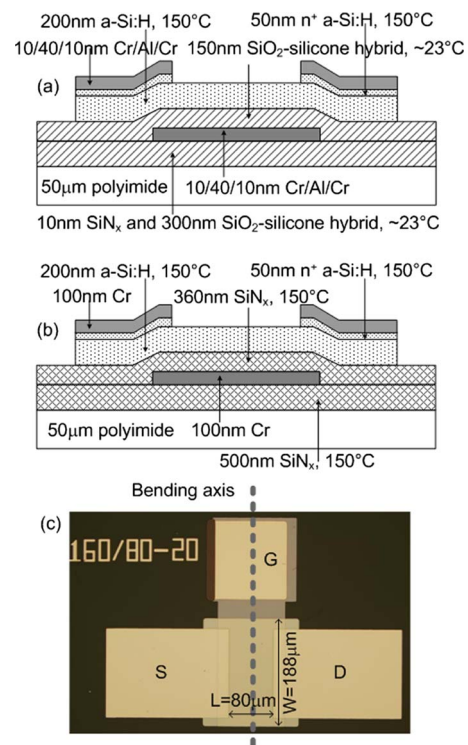 200nm a-Si:H, 150°C 50nm n⁺ a-Si:H, 150°C
10/40/10nm Cr/Al/Cr 150nm SiO₂-silicone hybrid, ~23°C
(a)
50μm polyimide 10/40/10nm Cr/Al/Cr
10nm SiNₓ and 300nm SiO₂-silicone hybrid, ~23°C
200nm a-Si:H, 150°C 50nm n⁺ a-Si:H, 150°C
100nm Cr 360nm SiNₓ, 150°C
(b)
50μm polyimide 100nm Cr
500nm SiNₓ, 150°C
Bending axis
(c)
160/80-20
G
S
D
L=80μm
W=188μm